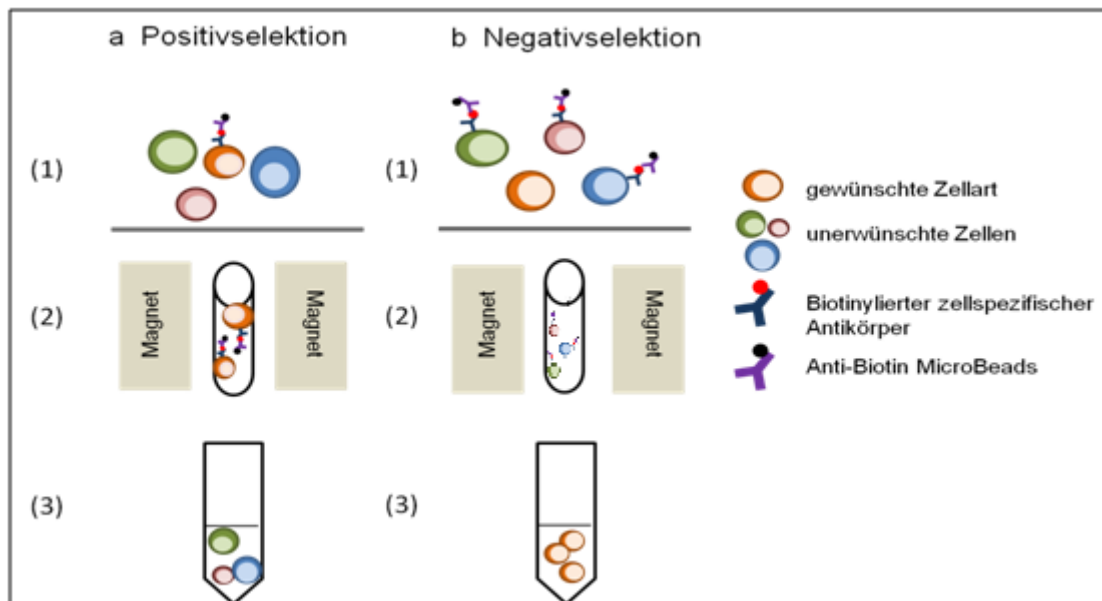 a Positivselektion
b Negativselektion
(1)
(1)
gewünschte Zellart
unerwünschte Zellen
(2)
Magnet
Magnet
(2)
Magnet
Magnet
Biotinylierter zellspezifischer
Antikörper
Anti-Biotin MicroBeads
(3)
(3)